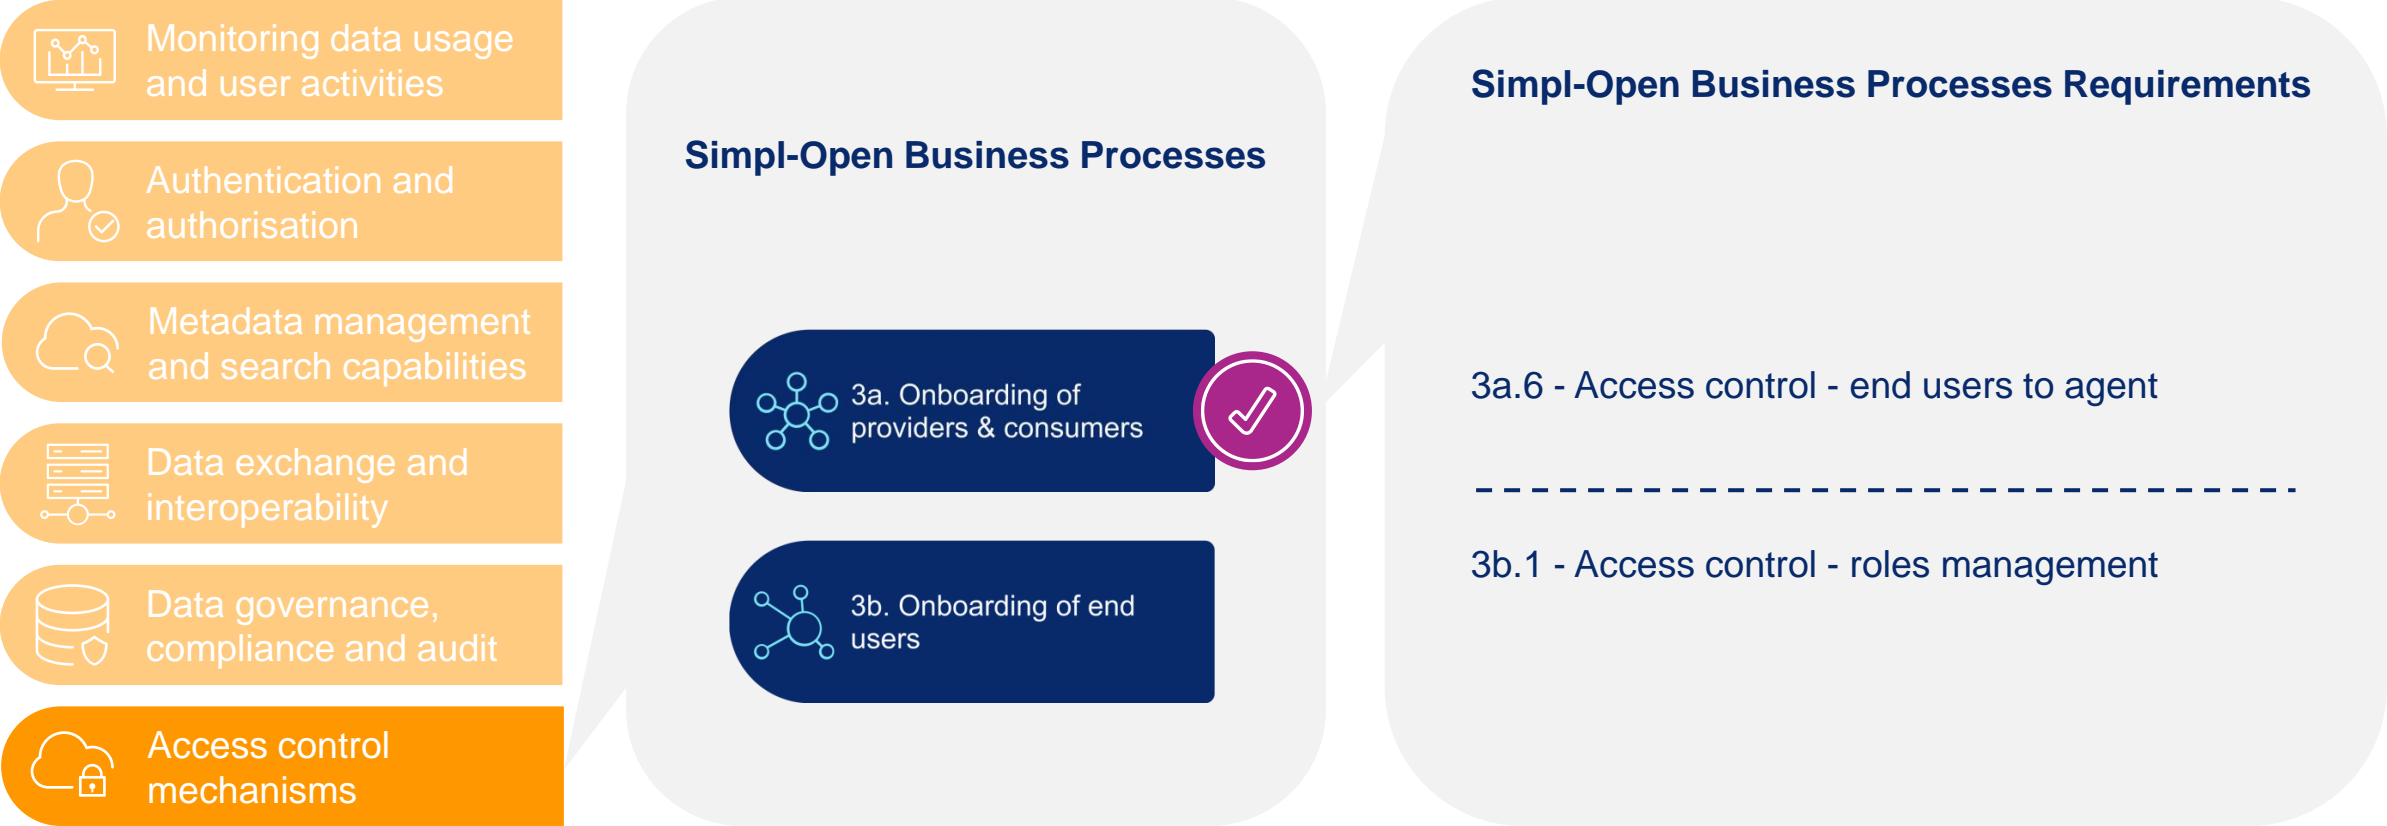 Monitoring data usage
and user activities
Authentication and
authorisation
Metadata management
and search capabilities
Data exchange and
interoperability
Data governance,
compliance and audit
Access control
mechanisms
Simpl-Open Business Processes
3a. Onboarding of
providers & consumers
3b. Onboarding of end
users
Simpl-Open Business Processes Requirements
3a.6 - Access control - end users to agent
3b.1 - Access control - roles management